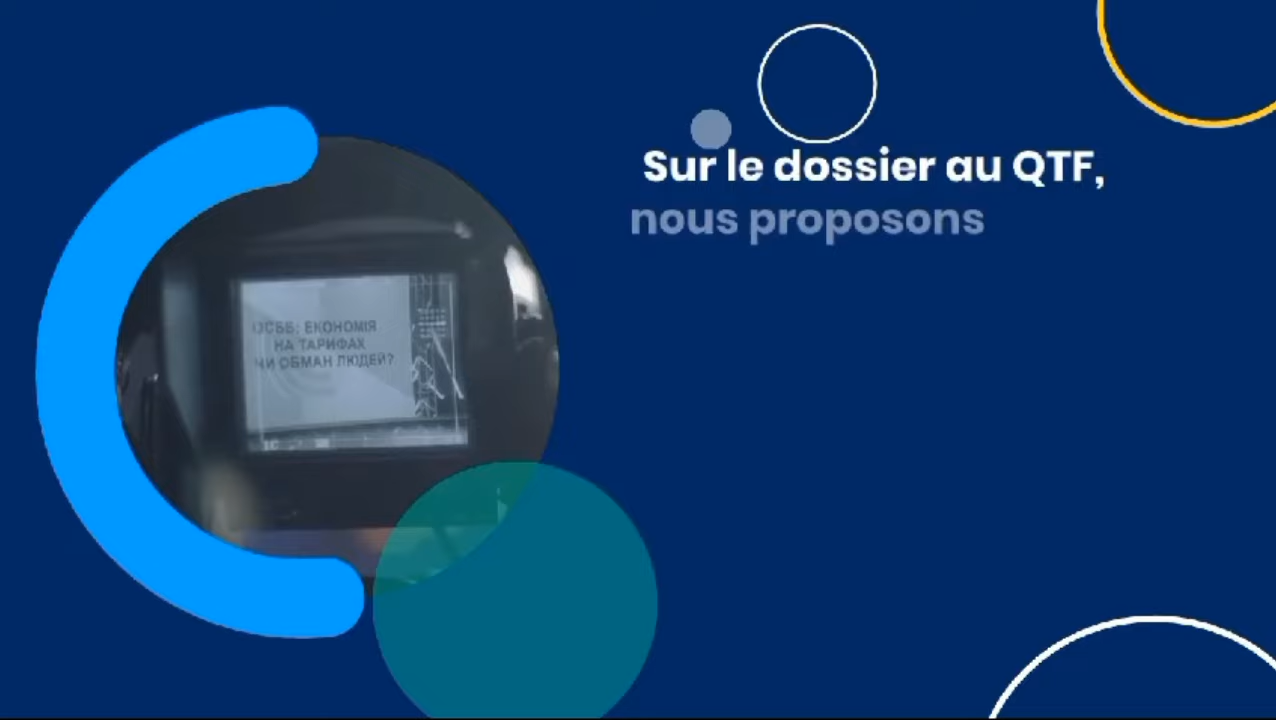 Sur le dossier au QTF,
nous proposons
ОСББ: ЕКОНОМІЯ
НА ТАРИФАХ
ЧИ ОБМАН ЛЮДЕЙ?